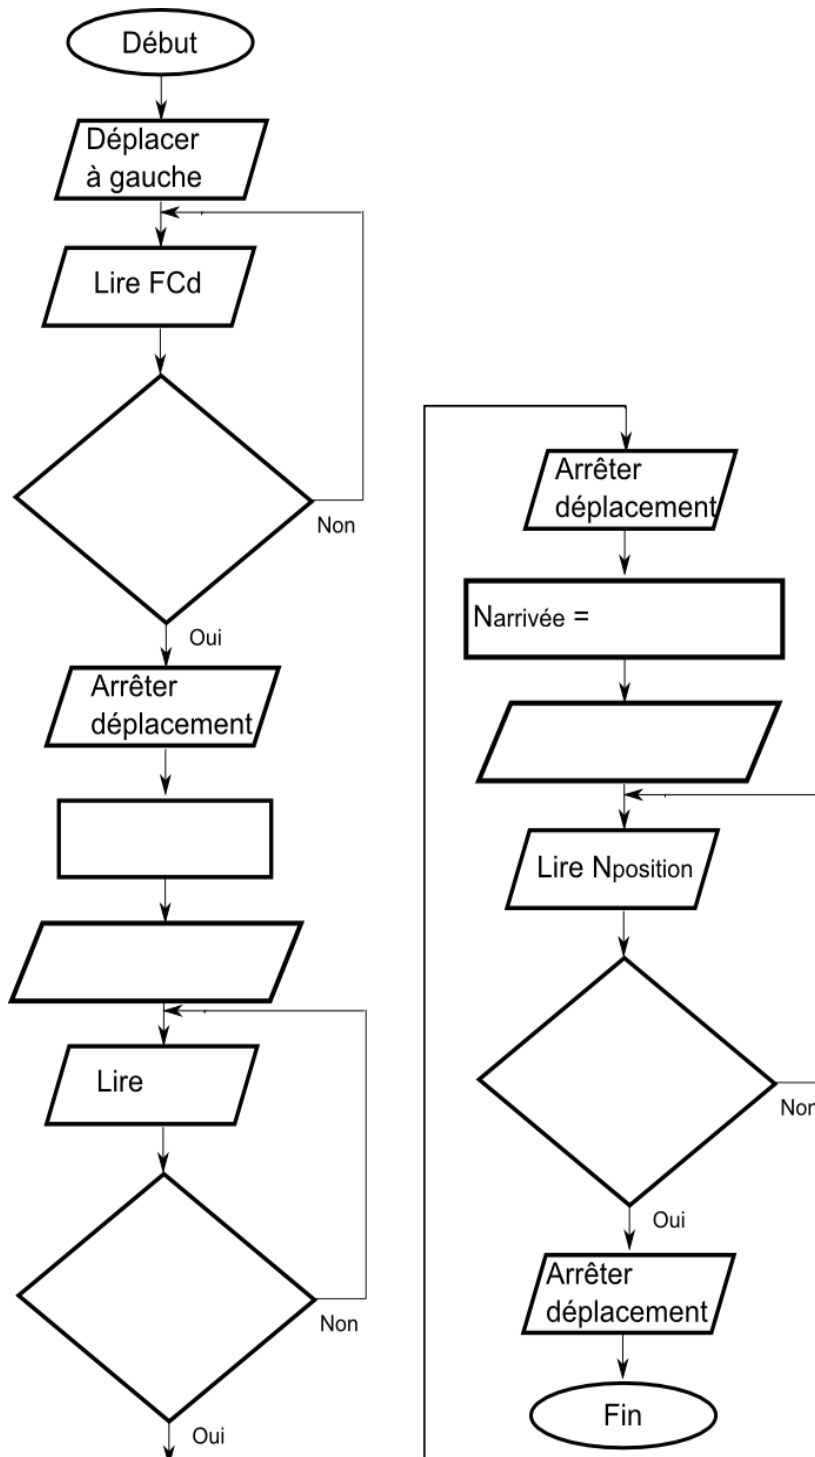 Début
Déplacer
à gauche
Lire FCd
Non
Oui
Arrêter
déplacement
Lire
Non
Oui
Arrêter
déplacement
Narrivée =
Lire Nposition
Non
Oui
Arrêter
déplacement
Fin